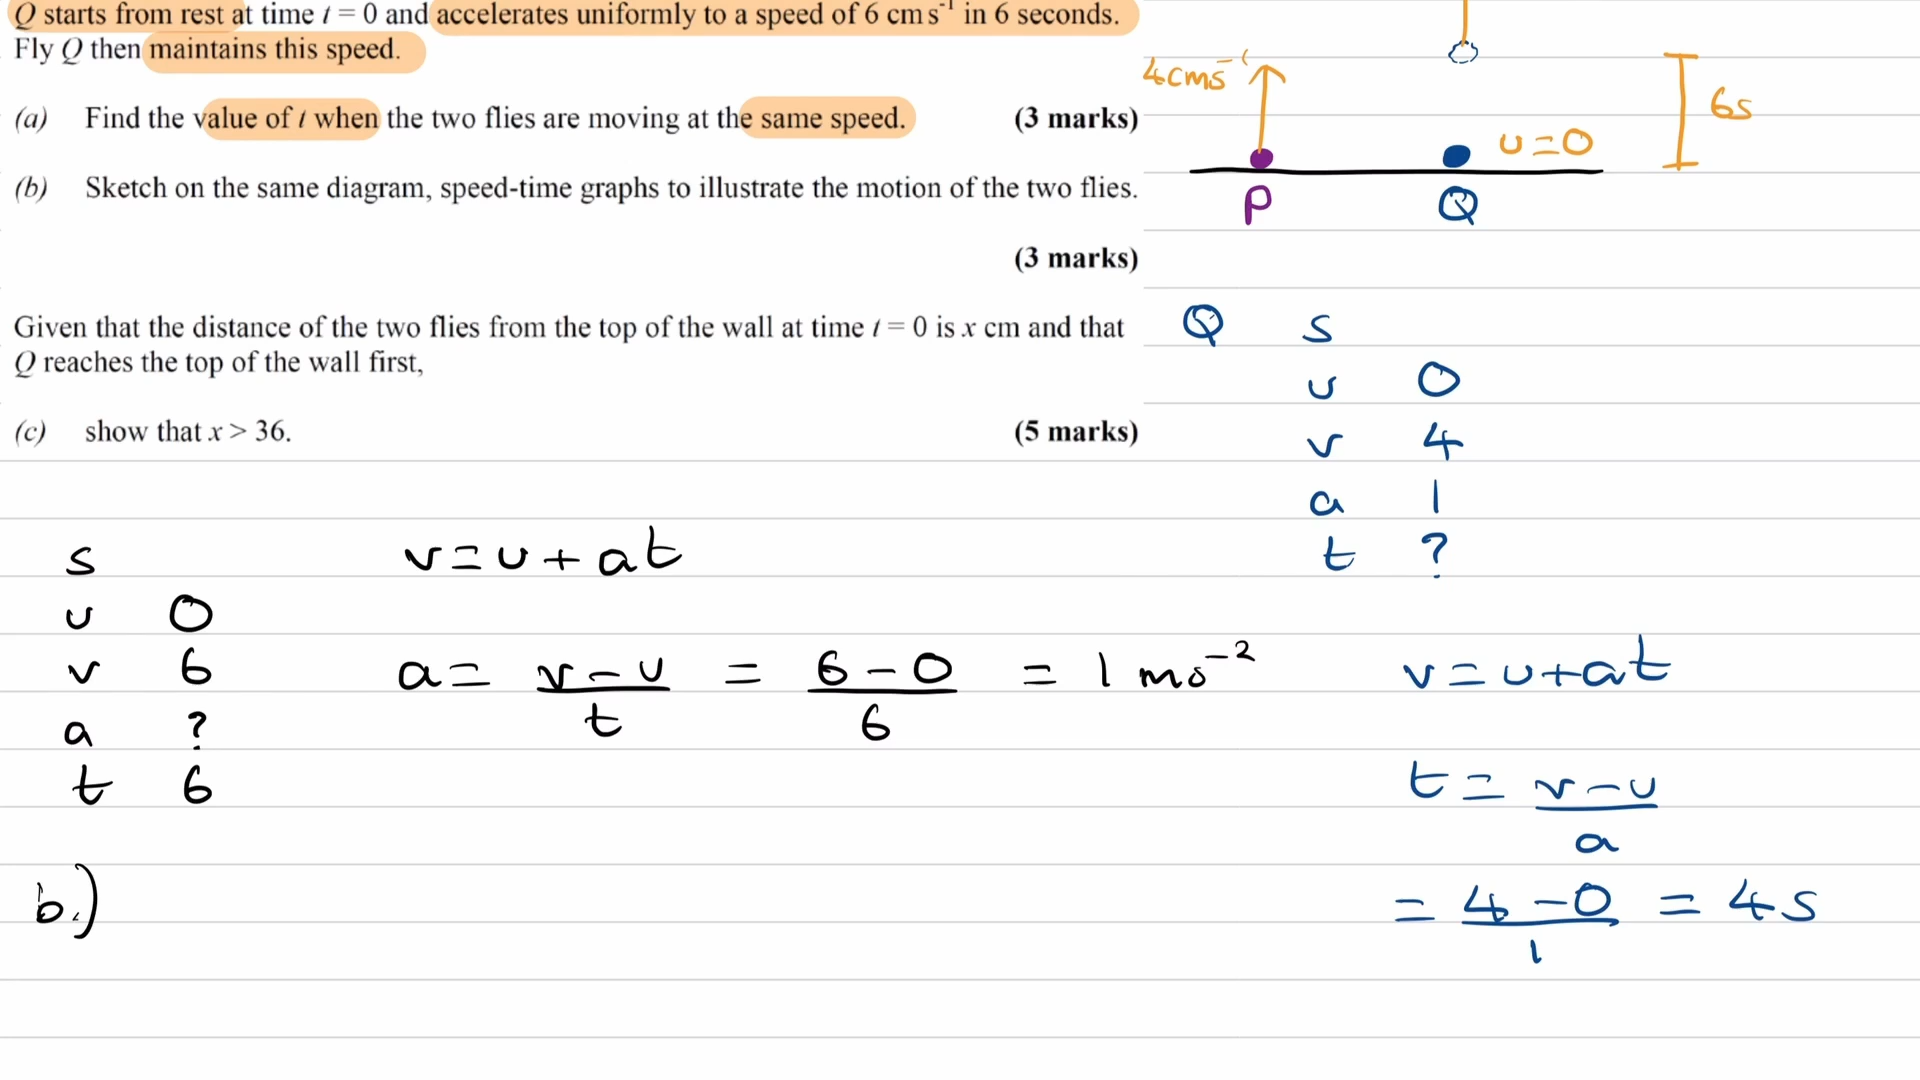 Q starts from rest at time t = 0 and accelerates uniformly to a speed of 6 cm s⁻¹ in 6 seconds.
Fly Q then maintains this speed.
(a) Find the value of t when the two flies are moving at the same speed. (3 marks)
(b) Sketch on the same diagram, speed-time graphs to illustrate the motion of the two flies.
(3 marks)
Given that the distance of the two flies from the top of the wall at time t = 0 is x cm and that
Q reaches the top of the wall first,
(c) show that x > 36. (5 marks)
4cms⁻¹
6s
u=0
P Q
Q s
u 0
v 4
a 1
t ?
s
u 0
v 6
a ?
t 6
v=u+at
a= v-u / t = 6-0 / 6 = 1 ms⁻²
v=u+at
t= v-u / a
= 4-0 / 1 = 4s
b.)